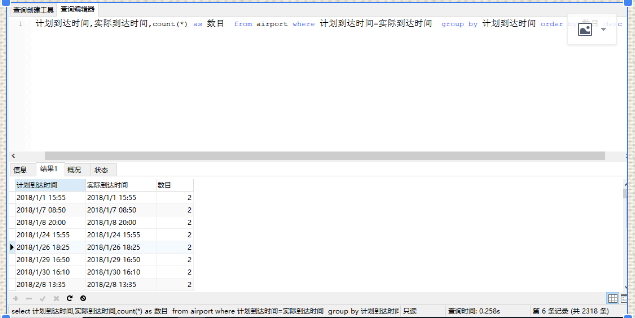 查询创建工具 查询编辑器
1 计划到达时间,实际到达时间,count(*) as 数目 from airport where 计划到达时间=实际到达时间 group by 计划到达时间 order
信息 结果1 概况 状态
计划到达时间 实际到达时间 数目
2018/1/1 15:55 2018/1/1 15:55 2
2018/1/7 08:50 2018/1/7 08:50 2
2018/1/8 20:00 2018/1/8 20:00 2
2018/1/24 15:55 2018/1/24 15:55 2
2018/1/26 18:25 2018/1/26 18:25 2
2018/1/29 16:50 2018/1/29 16:50 2
2018/1/30 16:10 2018/1/30 16:10 2
2018/2/8 13:35 2018/2/8 13:35 2
select 计划到达时间,实际到达时间,count(*) as 数目 from airport where 计划到达时间=实际到达时间 group by 计划到达时 只读 查询时间: 0.258s 第 6 条记录 (共 2318 条)